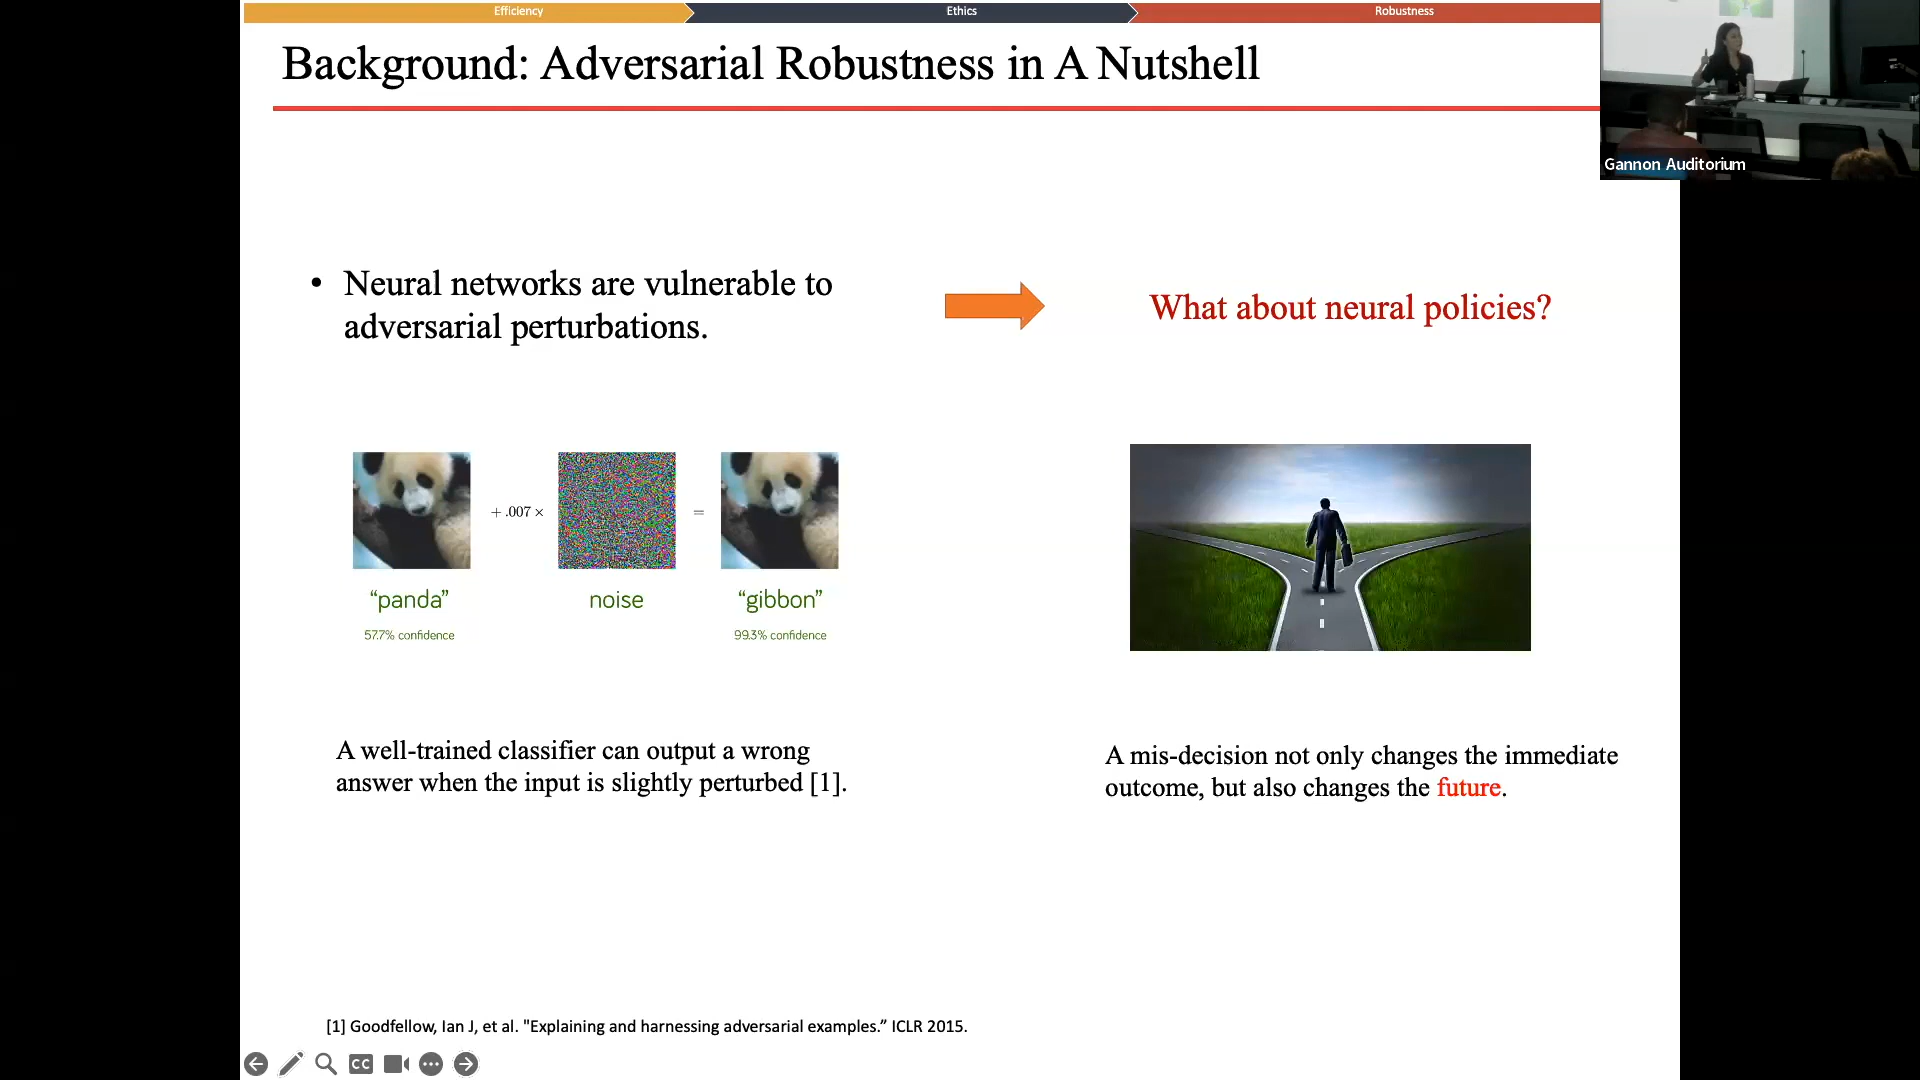 Efficiency
Ethics
Robustness
Background: Adversarial Robustness in A Nutshell
Gannon Auditorium
• Neural networks are vulnerable to
adversarial perturbations.
What about neural policies?
+ .007 ×
=
“panda”
noise
“gibbon”
57.7% confidence
99.3% confidence
A well-trained classifier can output a wrong
answer when the input is slightly perturbed [1].
A mis-decision not only changes the immediate
outcome, but also changes the future.
[1] Goodfellow, Ian J, et al. "Explaining and harnessing adversarial examples.” ICLR 2015.
CC